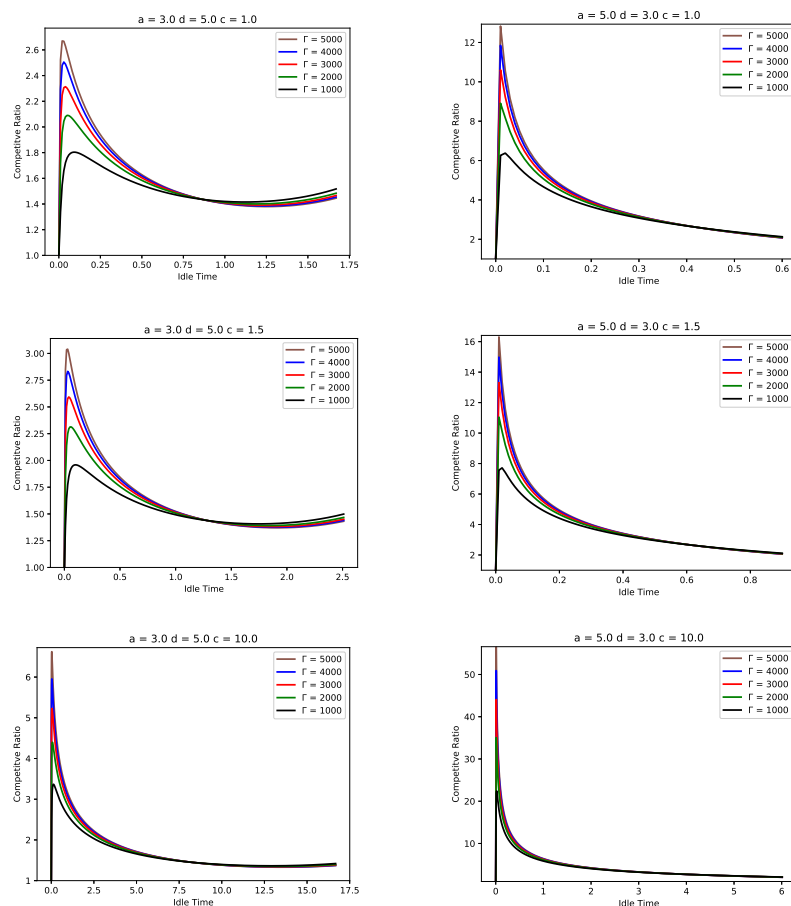 a = 3.0 d = 5.0 c = 1.0
Competitve Ratio
2.6
2.4
2.2
2.0
1.8
1.6
1.4
1.2
1.0
Γ = 5000
Γ = 4000
Γ = 3000
Γ = 2000
Γ = 1000
0.00 0.25 0.50 0.75 1.00 1.25 1.50 1.75
Idle Time
a = 5.0 d = 3.0 c = 1.0
Competitve Ratio
12
10
8
6
4
2
Γ = 5000
Γ = 4000
Γ = 3000
Γ = 2000
Γ = 1000
0.0 0.1 0.2 0.3 0.4 0.5 0.6
Idle Time
a = 3.0 d = 5.0 c = 1.5
Competitve Ratio
3.00
2.75
2.50
2.25
2.00
1.75
1.50
1.25
1.00
Γ = 5000
Γ = 4000
Γ = 3000
Γ = 2000
Γ = 1000
0.0 0.5 1.0 1.5 2.0 2.5
Idle Time
a = 5.0 d = 3.0 c = 1.5
Competitve Ratio
16
14
12
10
8
6
4
2
Γ = 5000
Γ = 4000
Γ = 3000
Γ = 2000
Γ = 1000
0.0 0.2 0.4 0.6 0.8
Idle Time
a = 3.0 d = 5.0 c = 10.0
Competitve Ratio
6
5
4
3
2
1
Γ = 5000
Γ = 4000
Γ = 3000
Γ = 2000
Γ = 1000
0.0 2.5 5.0 7.5 10.0 12.5 15.0 17.5
Idle Time
a = 5.0 d = 3.0 c = 10.0
Competitve Ratio
50
40
30
20
10
Γ = 5000
Γ = 4000
Γ = 3000
Γ = 2000
Γ = 1000
0 1 2 3 4 5 6
Idle Time